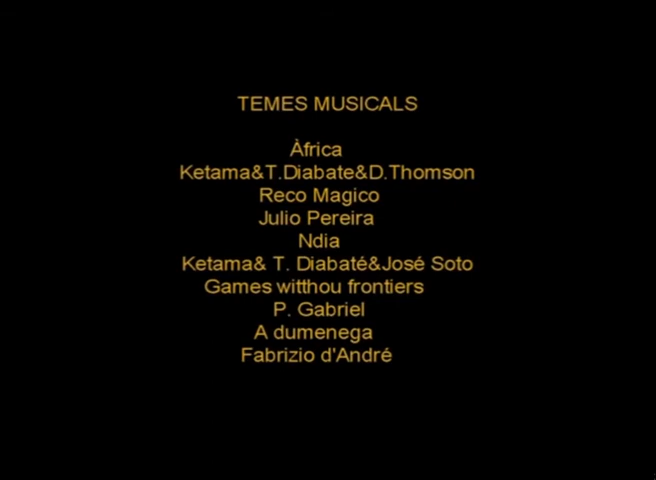 TEMES MUSICALS
Àfrica
Ketama&T.Diabate&D.Thomson
Reco Magico
Julio Pereira
Ndia
Ketama& T. Diabaté&José Soto
Games witthou frontiers
P. Gabriel
A dumenega
Fabrizio d'André